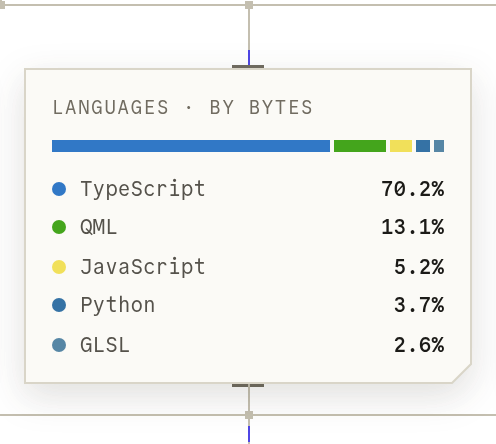 LANGUAGES · BY BYTES
TypeScript 70.2%
QML 13.1%
JavaScript 5.2%
Python 3.7%
GLSL 2.6%